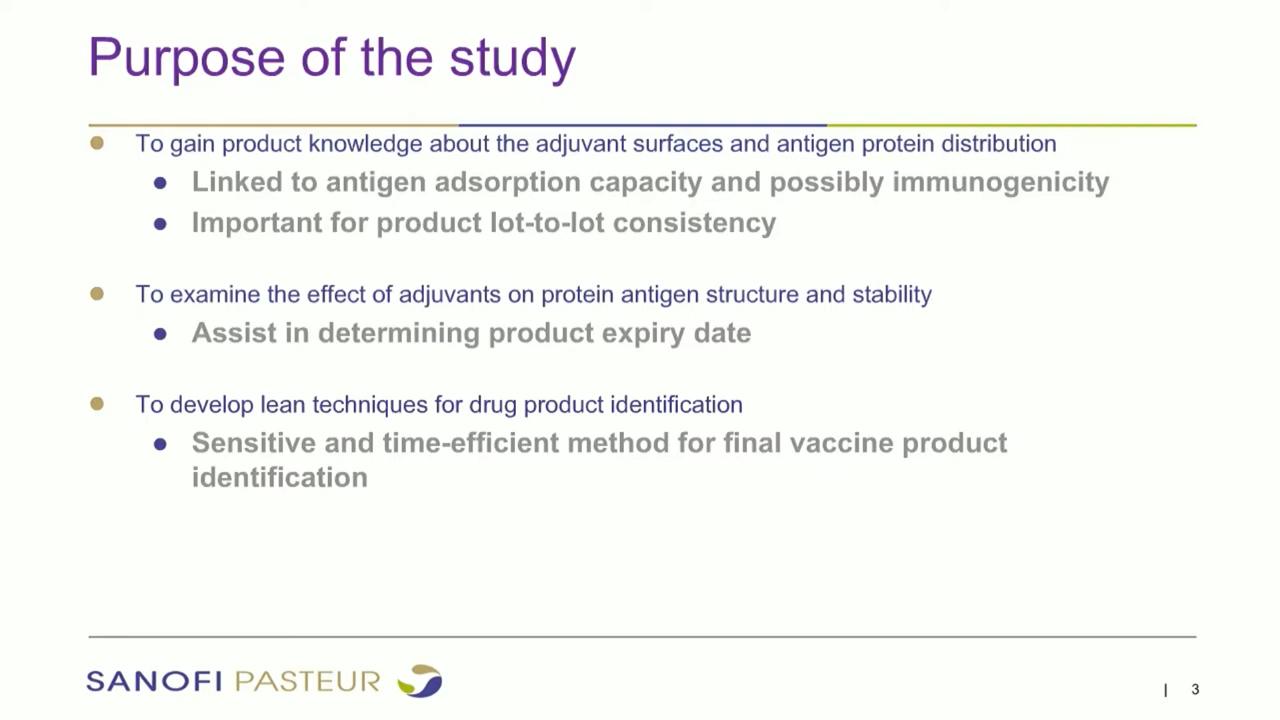 Purpose of the study
To gain product knowledge about the adjuvant surfaces and antigen protein distribution
Linked to antigen adsorption capacity and possibly immunogenicity
Important for product lot-to-lot consistency
To examine the effect of adjuvants on protein antigen structure and stability
Assist in determining product expiry date
To develop lean techniques for drug product identification
Sensitive and time-efficient method for final vaccine product
identification
SANOFI PASTEUR
| 3